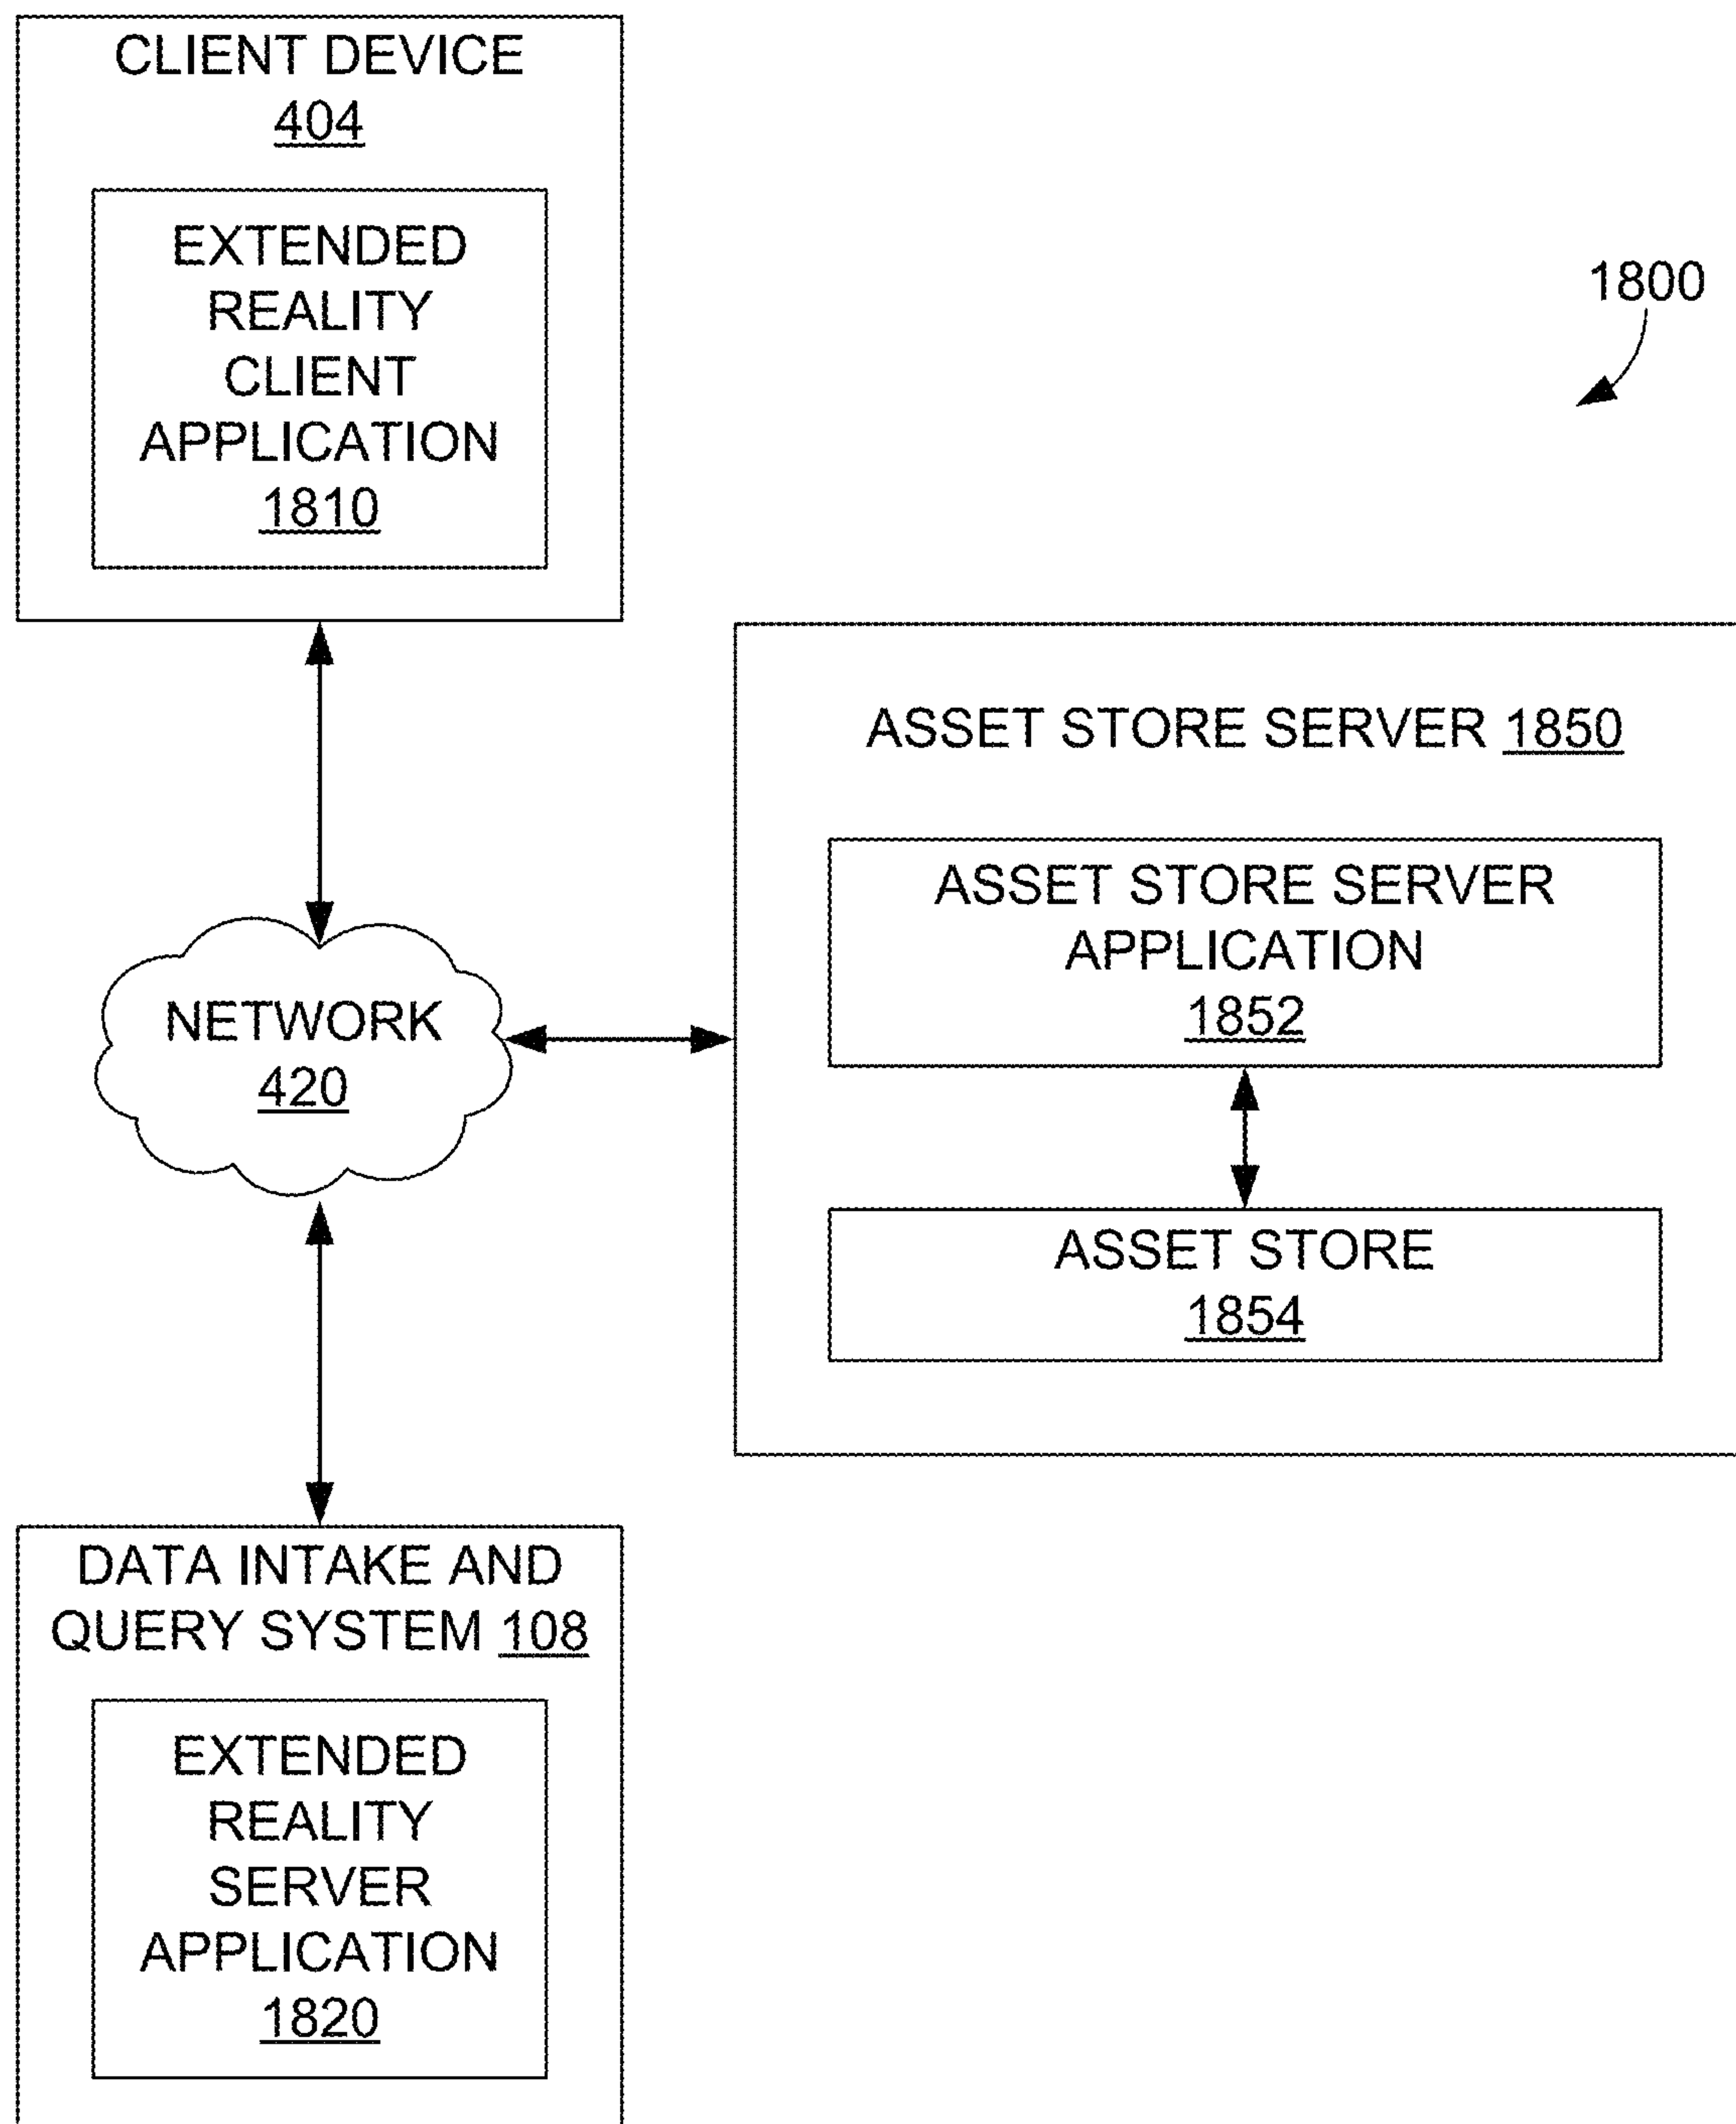 CLIENT DEVICE
404
EXTENDED
REALITY
CLIENT
APPLICATION
1810
1800
ASSET STORE SERVER 1850
ASSET STORE SERVER
APPLICATION
1852
NETWORK
420
ASSET STORE
1854
DATA INTAKE AND
QUERY SYSTEM 108
EXTENDED
REALITY
SERVER
APPLICATION
1820